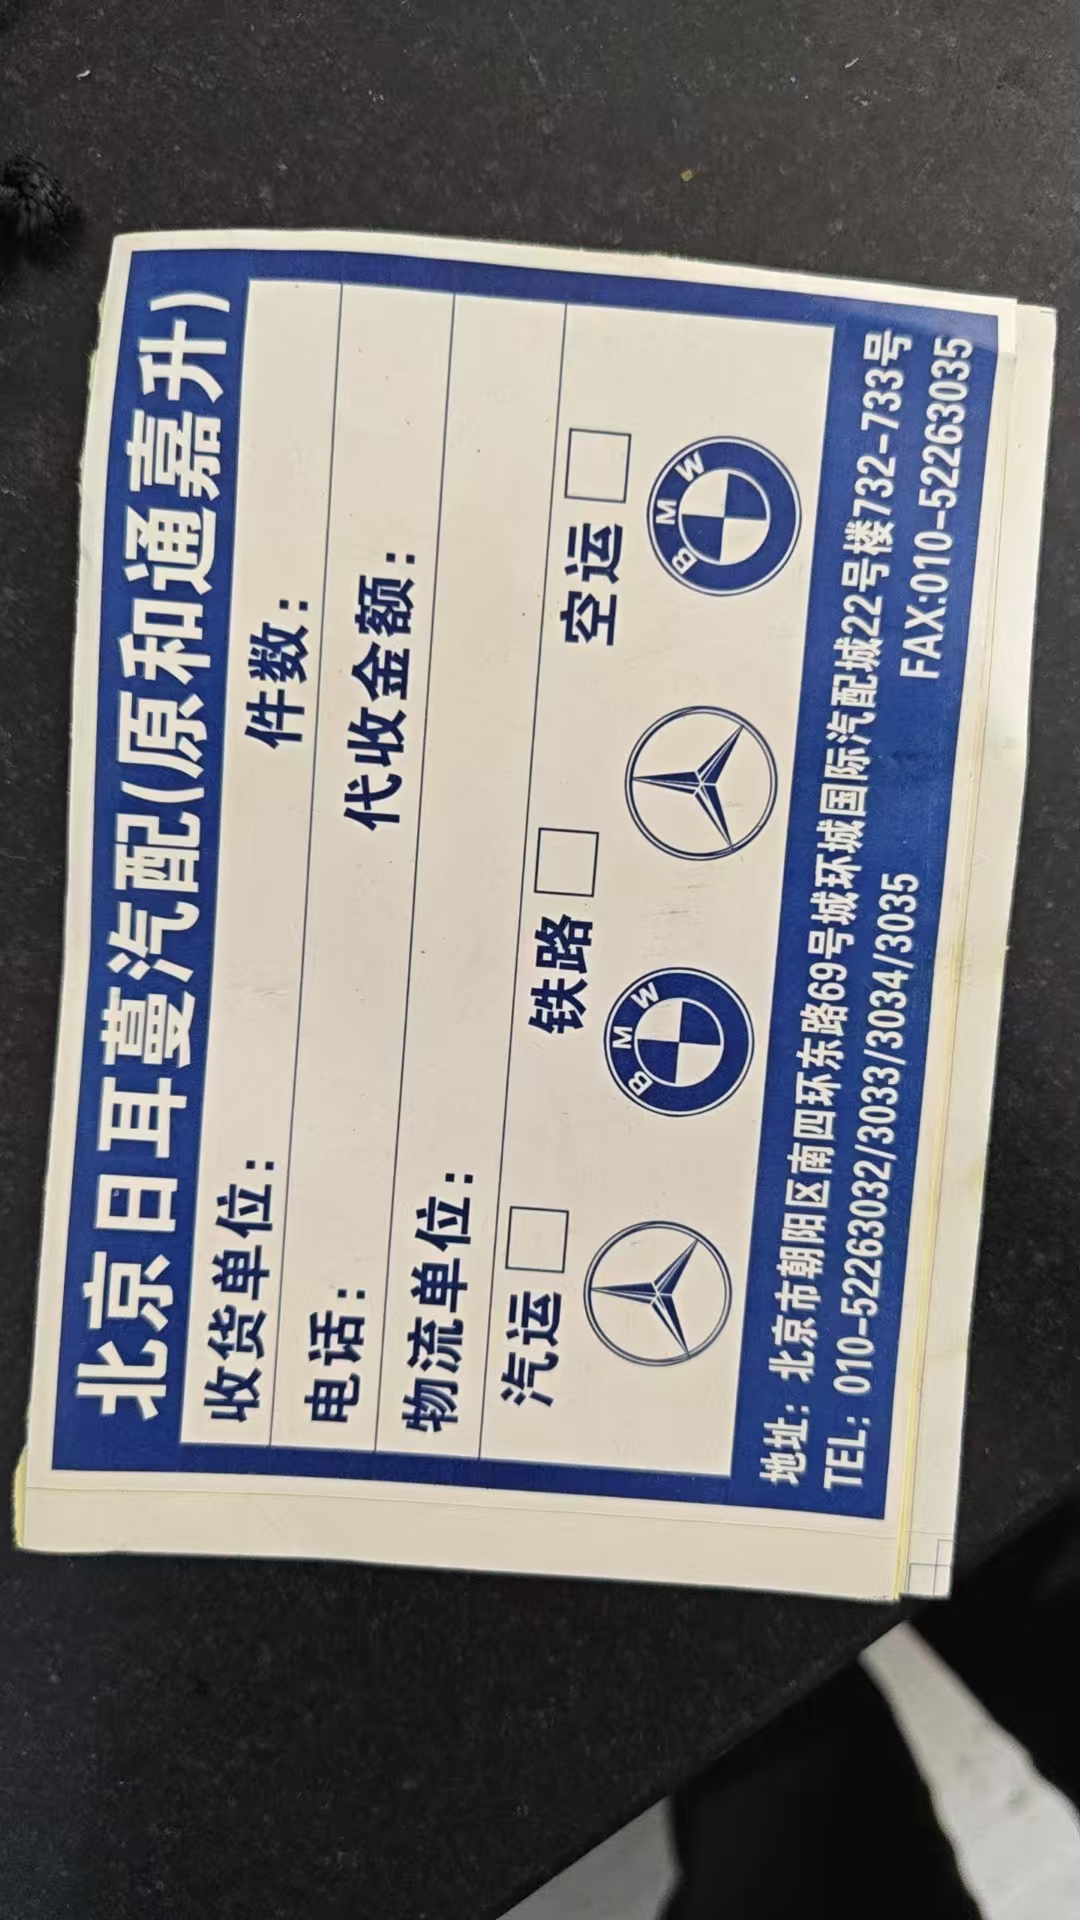 北京日耳蔓汽配(原和通嘉升)
收货单位： 件数：
电话： 代收金额：
物流单位：
汽运 铁路 空运
BMW BMW
地址：北京市朝阳区南四环东路69号城环城国际汽配城22号楼732-733号
TEL：010-52263032/3033/3034/3035 FAX:010-52263035